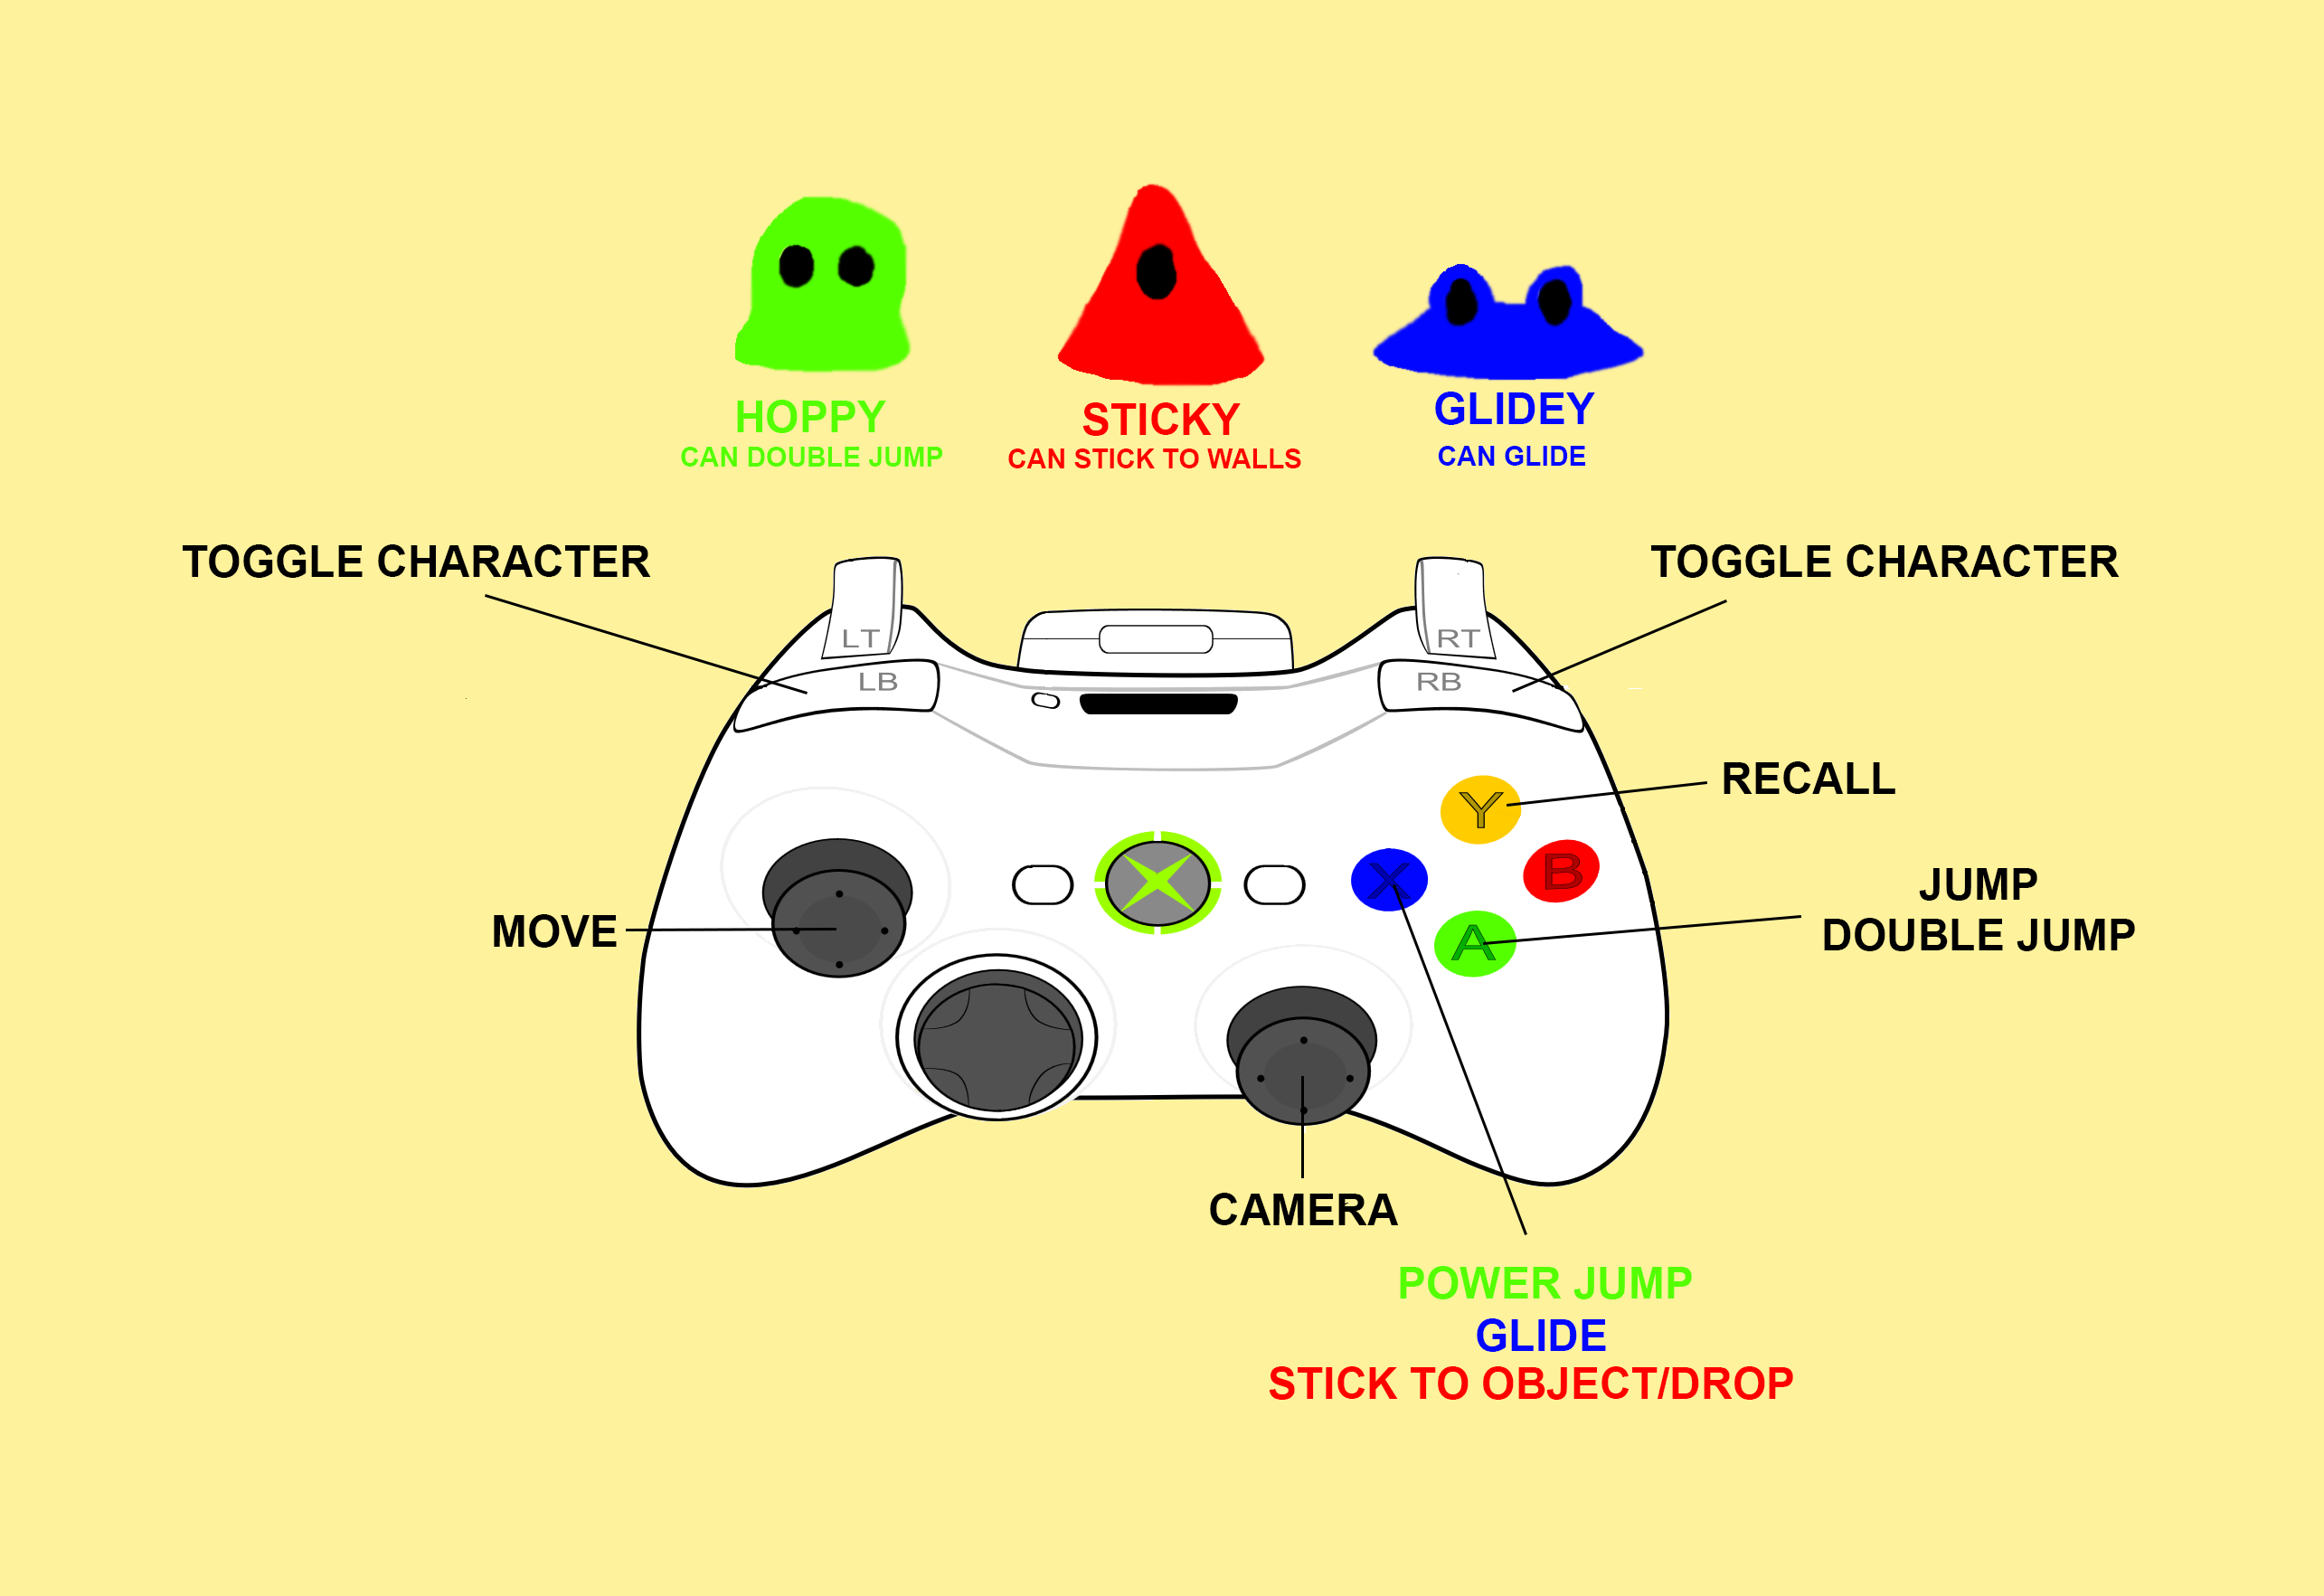 HOPPY
CAN DOUBLE JUMP
STICKY
CAN STICK TO WALLS
GLIDEY
CAN GLIDE
TOGGLE CHARACTER
TOGGLE CHARACTER
LT
RT
LB
RB
RECALL
Y
B
X
A
JUMP
DOUBLE JUMP
MOVE
CAMERA
POWER JUMP
GLIDE
STICK TO OBJECT/DROP